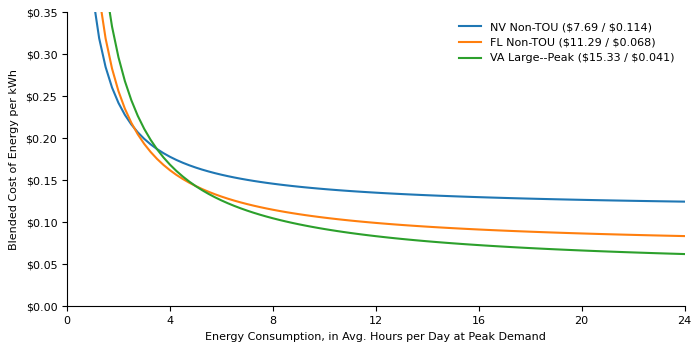 $0.35
$0.30
$0.25
$0.20
$0.15
$0.10
$0.05
$0.00
Blended Cost of Energy per kWh
NV Non-TOU ($7.69 / $0.114)
FL Non-TOU ($11.29 / $0.068)
VA Large--Peak ($15.33 / $0.041)
0 4 8 12 16 20 24
Energy Consumption, in Avg. Hours per Day at Peak Demand